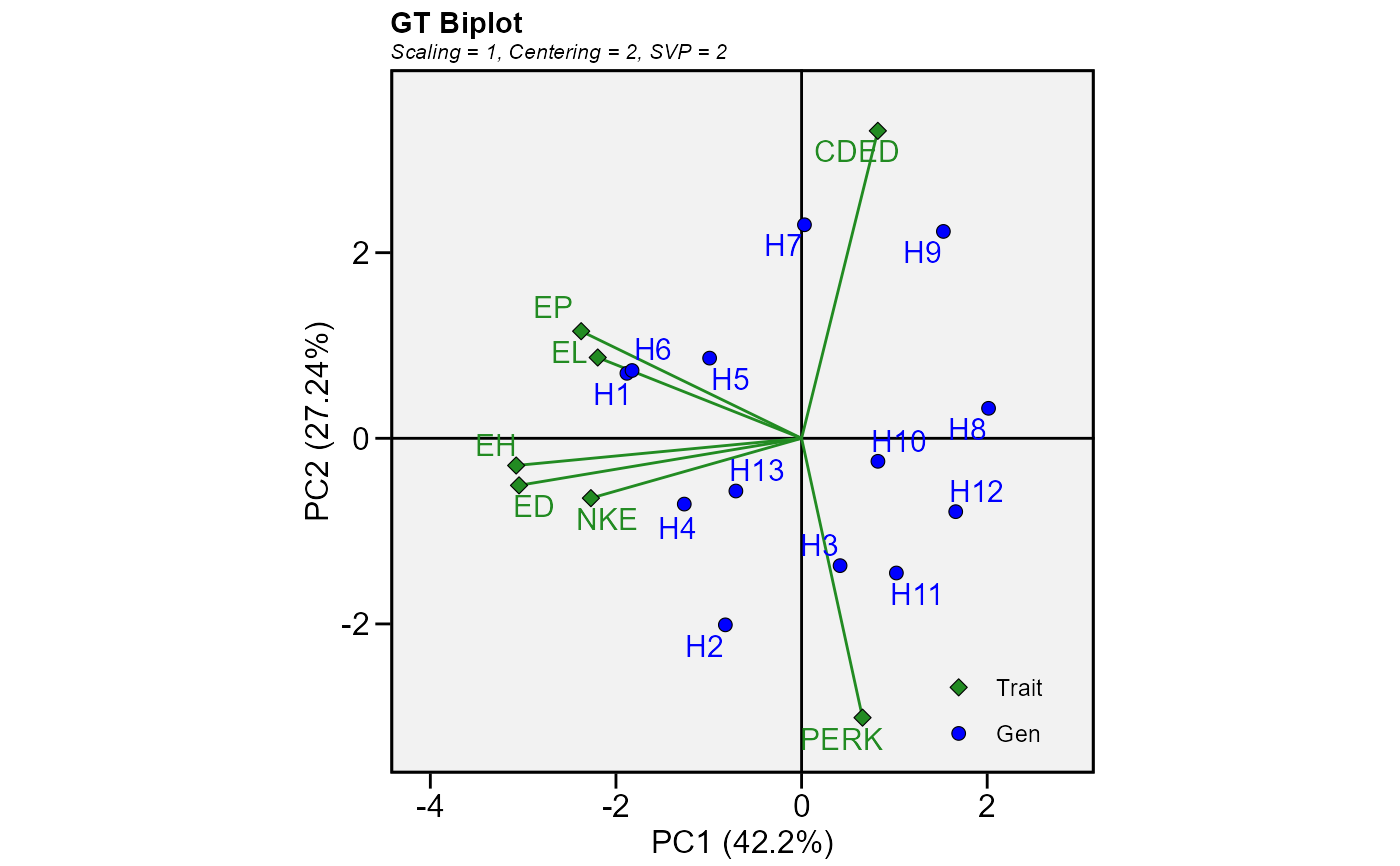 GT Biplot
Scaling = 1, Centering = 2, SVP = 2
CDED
H7
H9
2
EP
EL
H6
H5
H1
H8
0
EH
H10
H13
H12
ED
NKE
H4
H3
H11
-2
H2
Trait
PERK
Gen
PC2 (27.24%)
-4
-2
0
2
PC1 (42.2%)